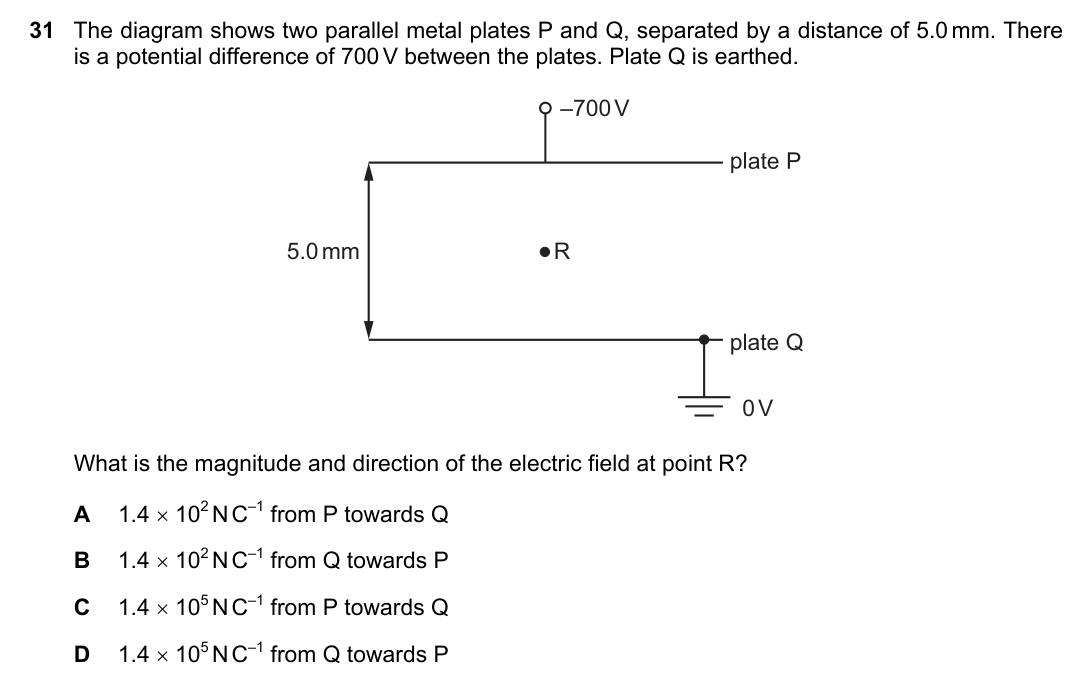 31 The diagram shows two parallel metal plates P and Q, separated by a distance of 5.0 mm. There
is a potential difference of 700 V between the plates. Plate Q is earthed.
–700 V
plate P
5.0 mm
R
plate Q
0 V
What is the magnitude and direction of the electric field at point R?
A 1.4 × 10² N C⁻¹ from P towards Q
B 1.4 × 10² N C⁻¹ from Q towards P
C 1.4 × 10⁵ N C⁻¹ from P towards Q
D 1.4 × 10⁵ N C⁻¹ from Q towards P